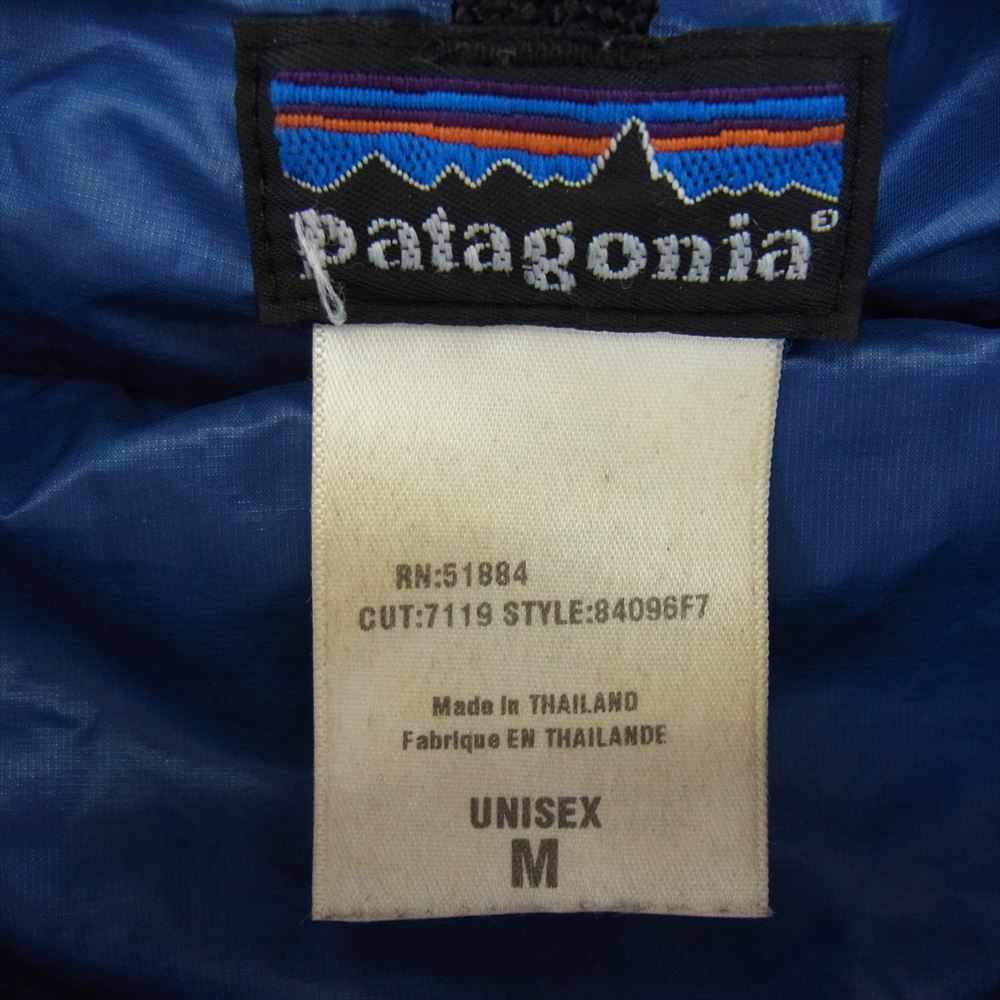 patagonia
RN:51884
CUT:7119 STYLE:84096F7
Made in THAILAND
Fabrique EN THAILANDE
UNISEX
M